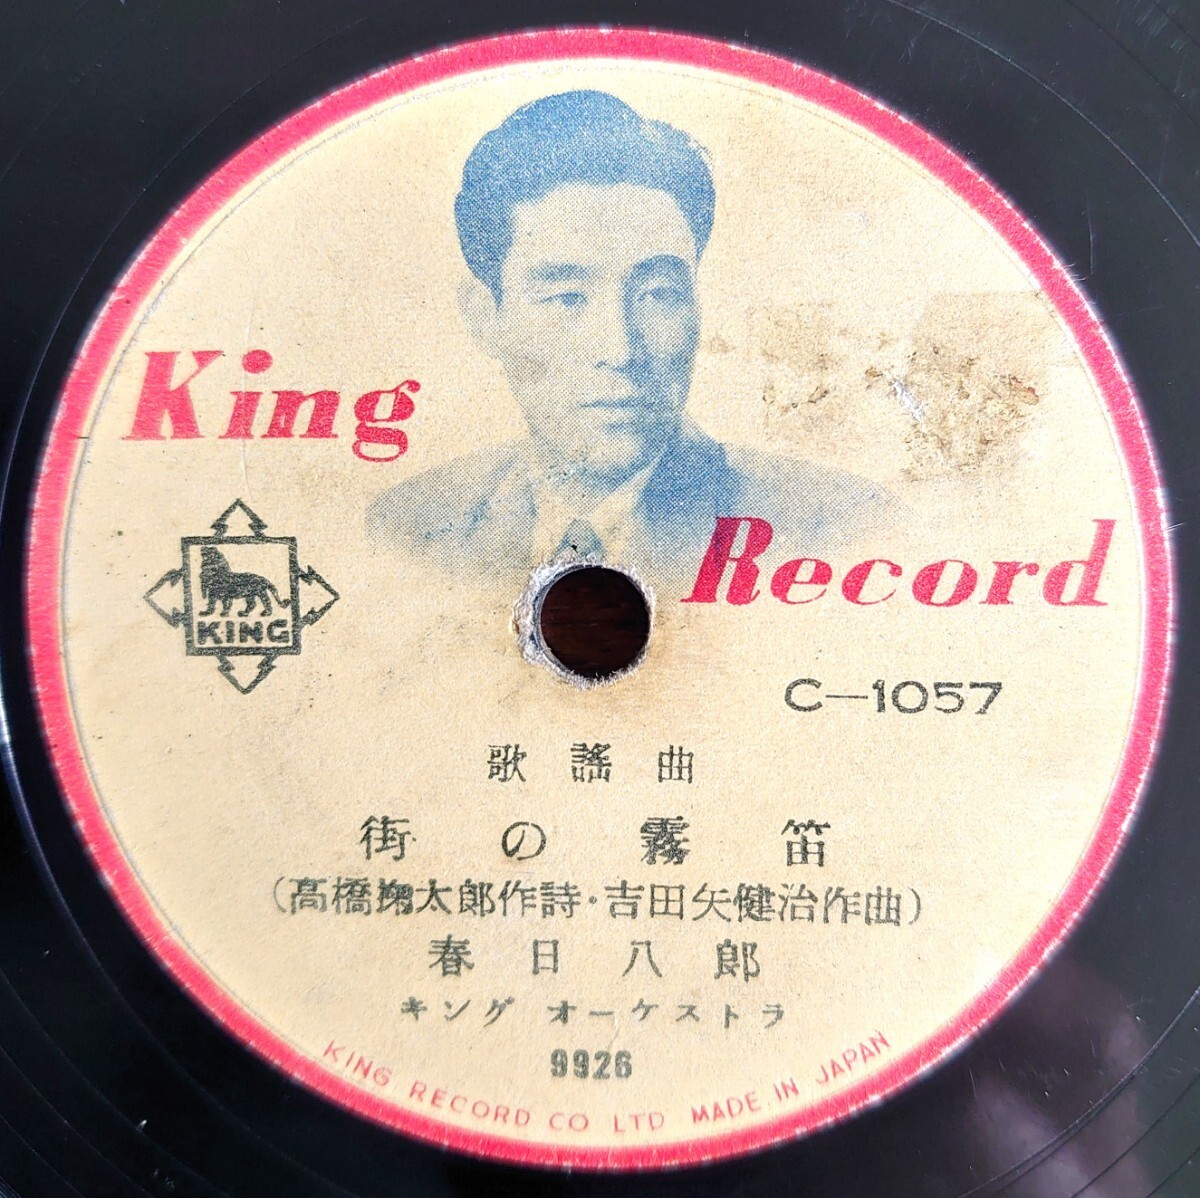 King
Record
KING
C-1057
歌謠曲
街の霧笛
(高橋掬太郎作詩・吉田矢健治作曲)
春日八郎
キング オーケストラ
9926
KING RECORD CO LTD MADE IN JAPAN